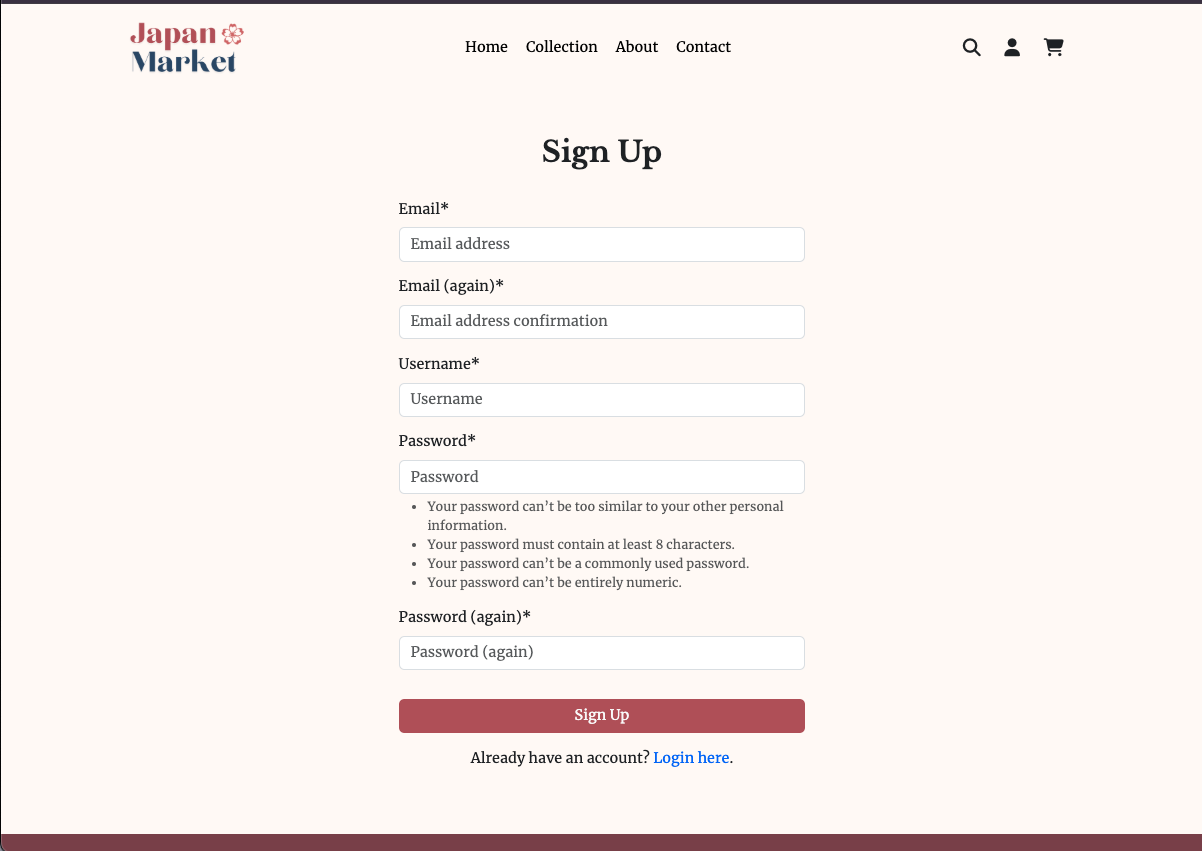 Japan
Market
Home Collection About Contact
Sign Up
Email*
Email address
Email (again)*
Email address confirmation
Username*
Username
Password*
Password
• Your password can’t be too similar to your other personal
information.
• Your password must contain at least 8 characters.
• Your password can’t be a commonly used password.
• Your password can’t be entirely numeric.
Password (again)*
Password (again)
Sign Up
Already have an account? Login here.